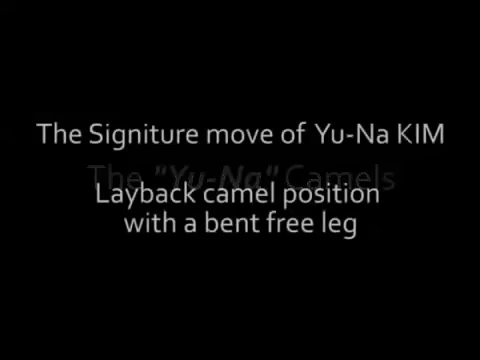 The Signiture move of Yu-Na KIM
The "Yu-Na" Camels
Layback camel position
with a bent free leg